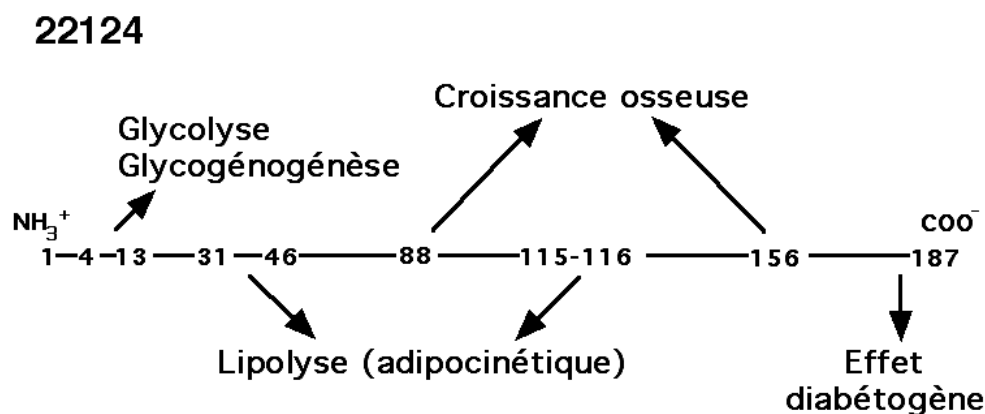 22124
Croissance osseuse
Glycolyse
Glycogénogénèse
NH₃⁺
COO⁻
1 4 13 31 46 88 115-116 156 187
Lipolyse (adipocinétique)
Effet
diabétogène